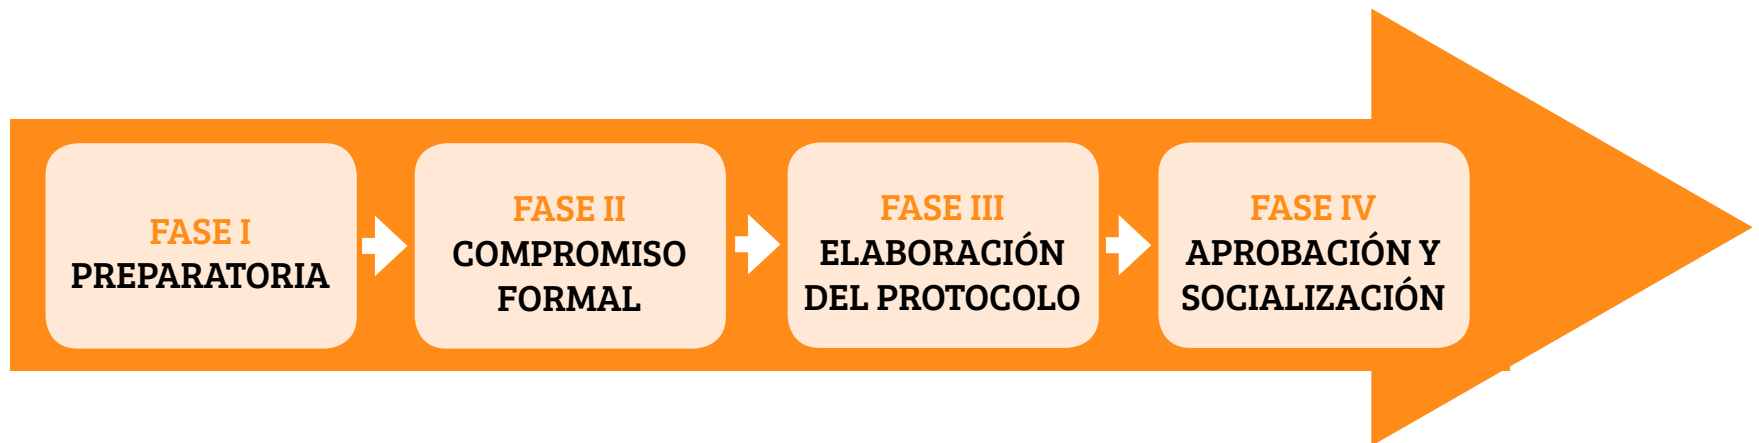 FASE I
PREPARATORIA
FASE II
COMPROMISO
FORMAL
FASE III
ELABORACIÓN
DEL PROTOCOLO
FASE IV
APROBACIÓN Y
SOCIALIZACIÓN